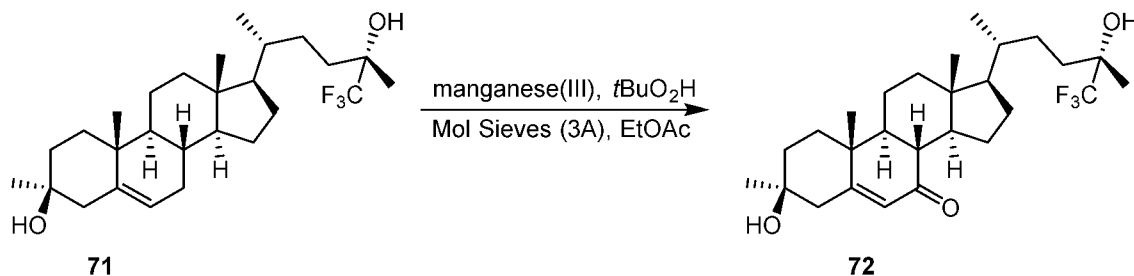 OH
F3C
H
H
H
HO
71
manganese(III), tBuO2H
Mol Sieves (3A), EtOAc
OH
F3C
H
H
H
HO
O
72